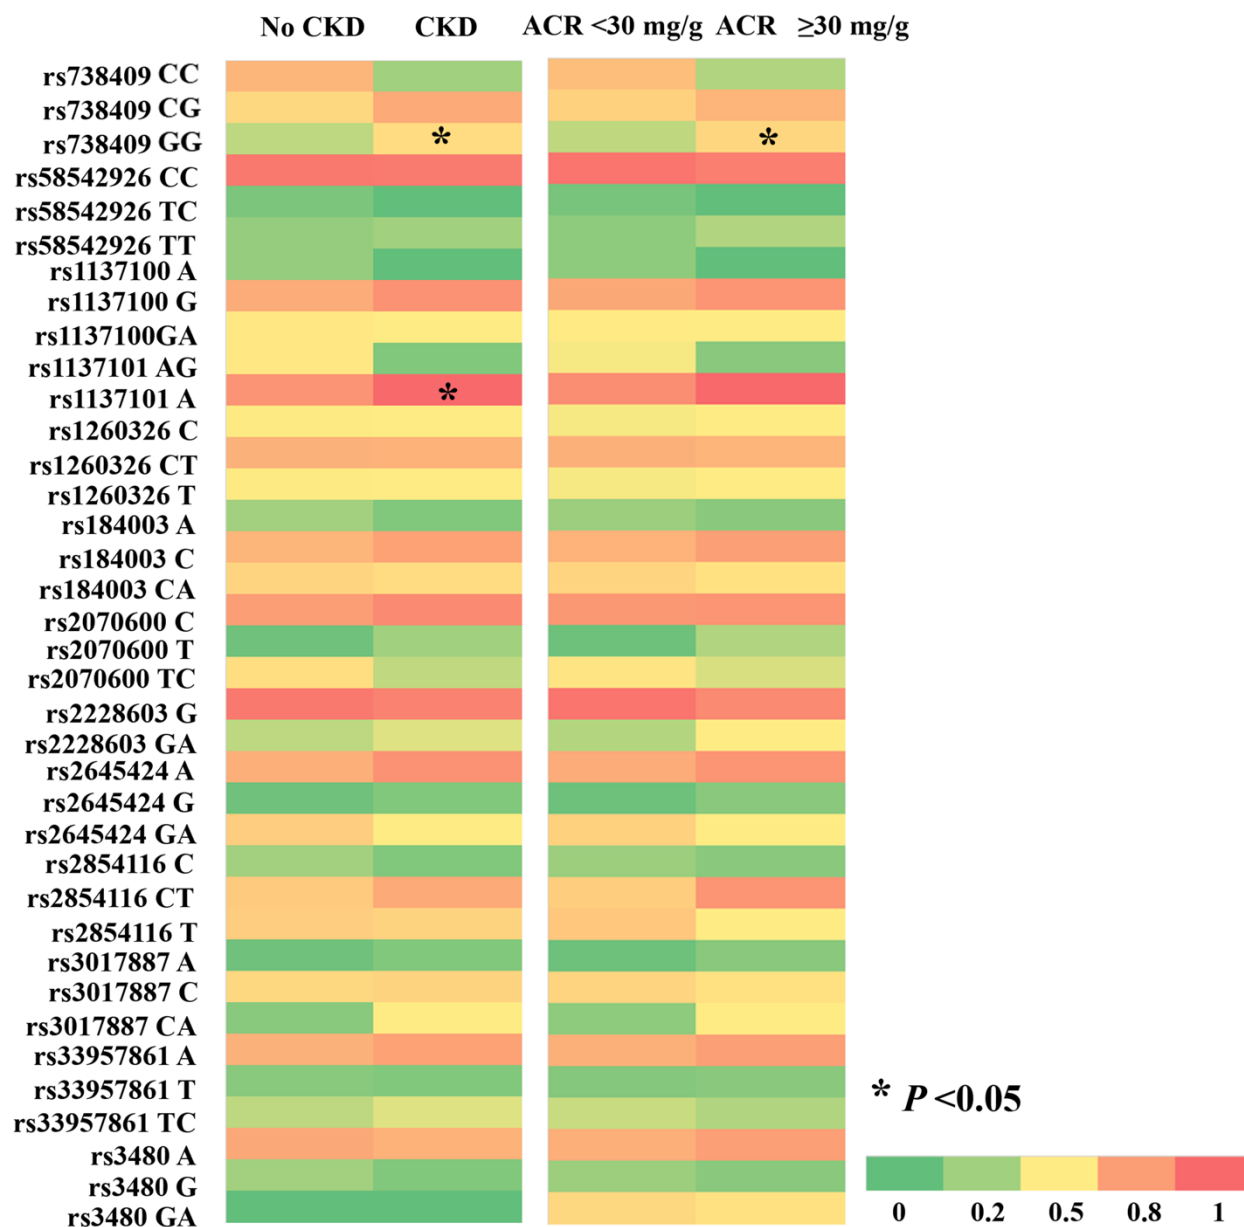 No CKD CKD ACR <30 mg/g ACR ≥30 mg/g
rs738409 CC
rs738409 CG
rs738409 GG * *
rs58542926 CC
rs58542926 TC
rs58542926 TT
rs1137100 A
rs1137100 G
rs1137100GA
rs1137101 AG
rs1137101 A *
rs1260326 C
rs1260326 CT
rs1260326 T
rs184003 A
rs184003 C
rs184003 CA
rs2070600 C
rs2070600 T
rs2070600 TC
rs2228603 G
rs2228603 GA
rs2645424 A
rs2645424 G
rs2645424 GA
rs2854116 C
rs2854116 CT
rs2854116 T
rs3017887 A
rs3017887 C
rs3017887 CA
rs33957861 A
rs33957861 T
rs33957861 TC
rs3480 A
rs3480 G
rs3480 GA
* P <0.05
0 0.2 0.5 0.8 1